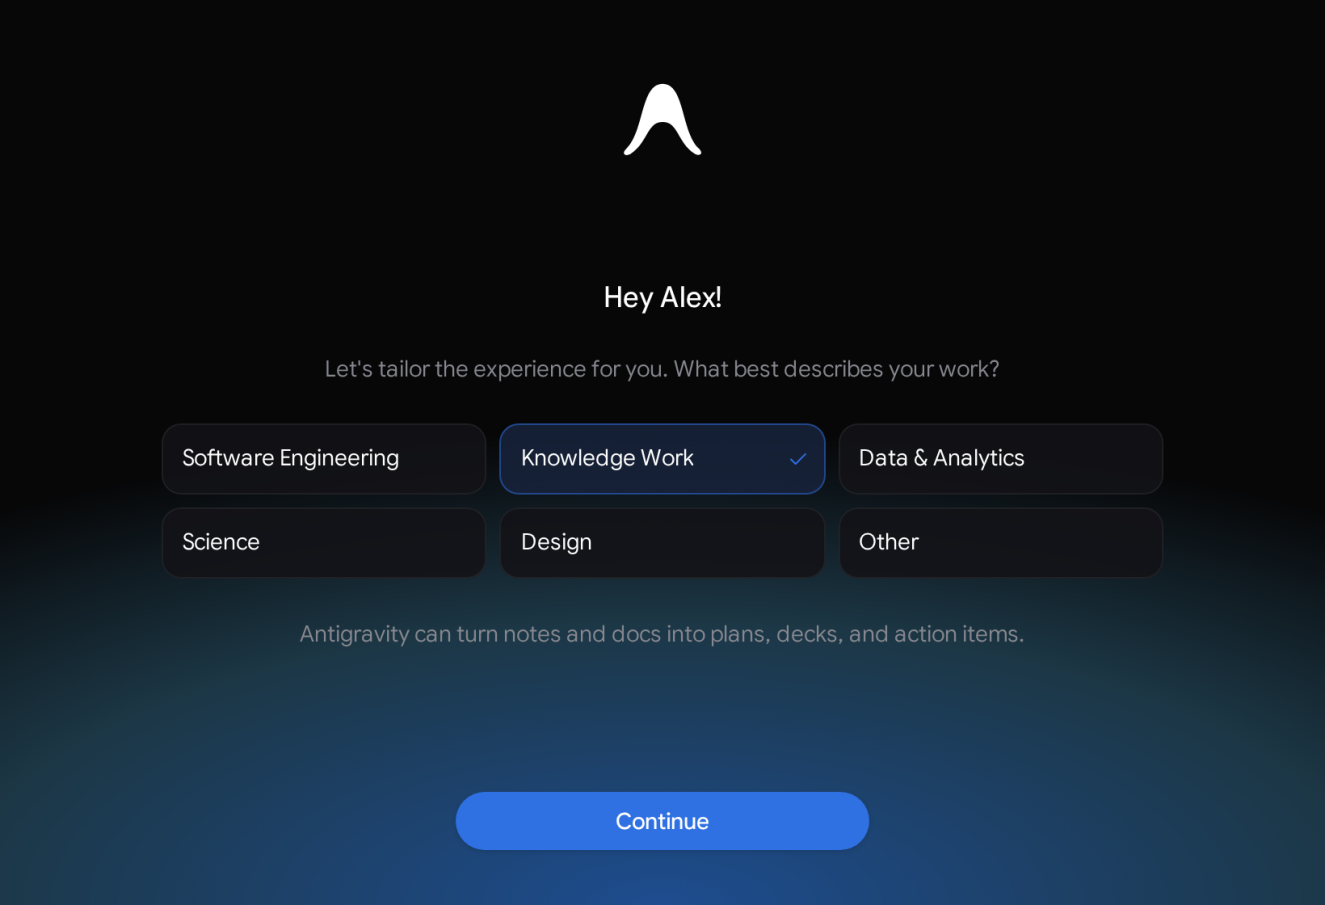 Hey Alex!
Let's tailor the experience for you. What best describes your work?
Software Engineering
Knowledge Work
Data & Analytics
Science
Design
Other
Antigravity can turn notes and docs into plans, decks, and action items.
Continue